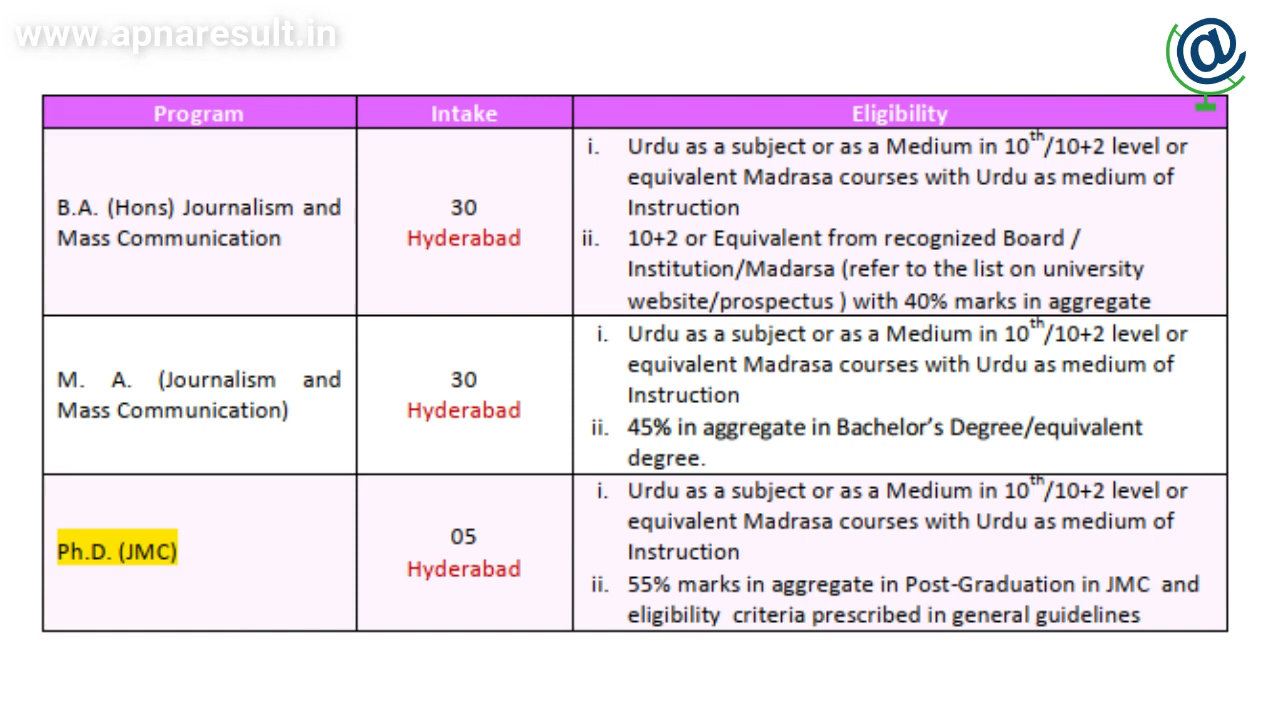 www.apnaresult.in
@
Program Intake Eligibility
B.A. (Hons) Journalism and
Mass Communication
30
Hyderabad
i. Urdu as a subject or as a Medium in 10th/10+2 level or
equivalent Madrasa courses with Urdu as medium of
Instruction
ii. 10+2 or Equivalent from recognized Board /
Institution/Madarsa (refer to the list on university
website/prospectus ) with 40% marks in aggregate
M. A. (Journalism and
Mass Communication)
30
Hyderabad
i. Urdu as a subject or as a Medium in 10th/10+2 level or
equivalent Madrasa courses with Urdu as medium of
Instruction
ii. 45% in aggregate in Bachelor’s Degree/equivalent
degree.
Ph.D. (JMC)
05
Hyderabad
i. Urdu as a subject or as a Medium in 10th/10+2 level or
equivalent Madrasa courses with Urdu as medium of
Instruction
ii. 55% marks in aggregate in Post-Graduation in JMC and
eligibility criteria prescribed in general guidelines